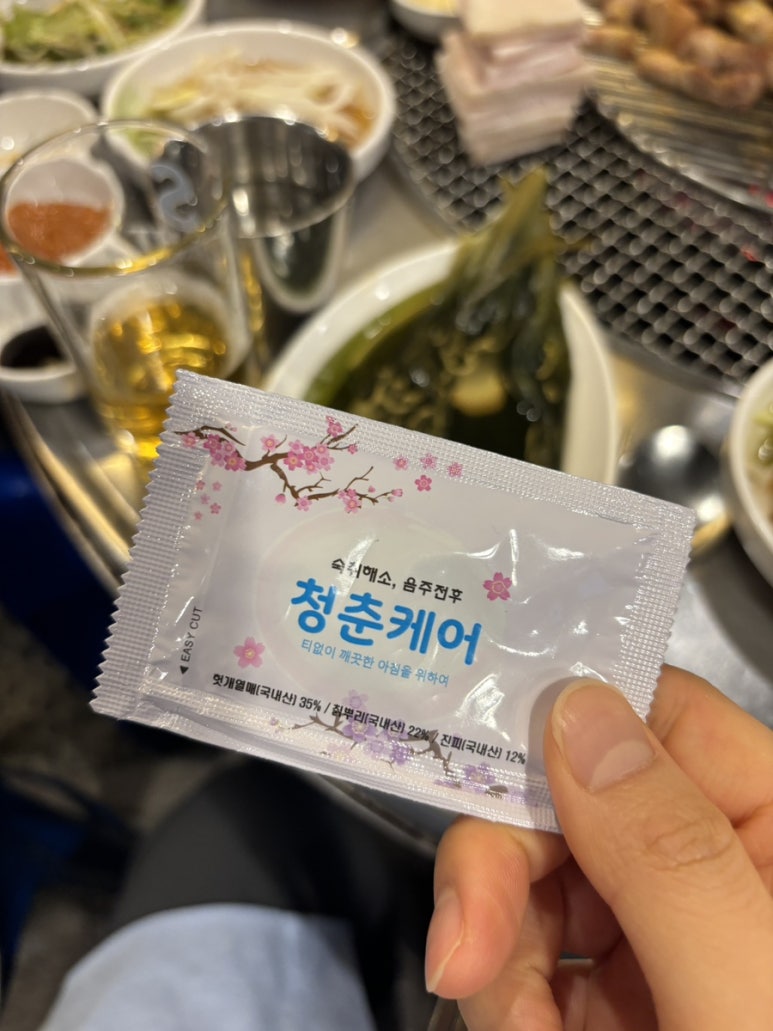 숙취해소, 음주전후
청춘케어
티없이 깨끗한 아침을 위하여
◀ EASY CUT
헛개열매(국내산) 35% / 칡뿌리(국내산) 22% / 진피(국내산) 12%